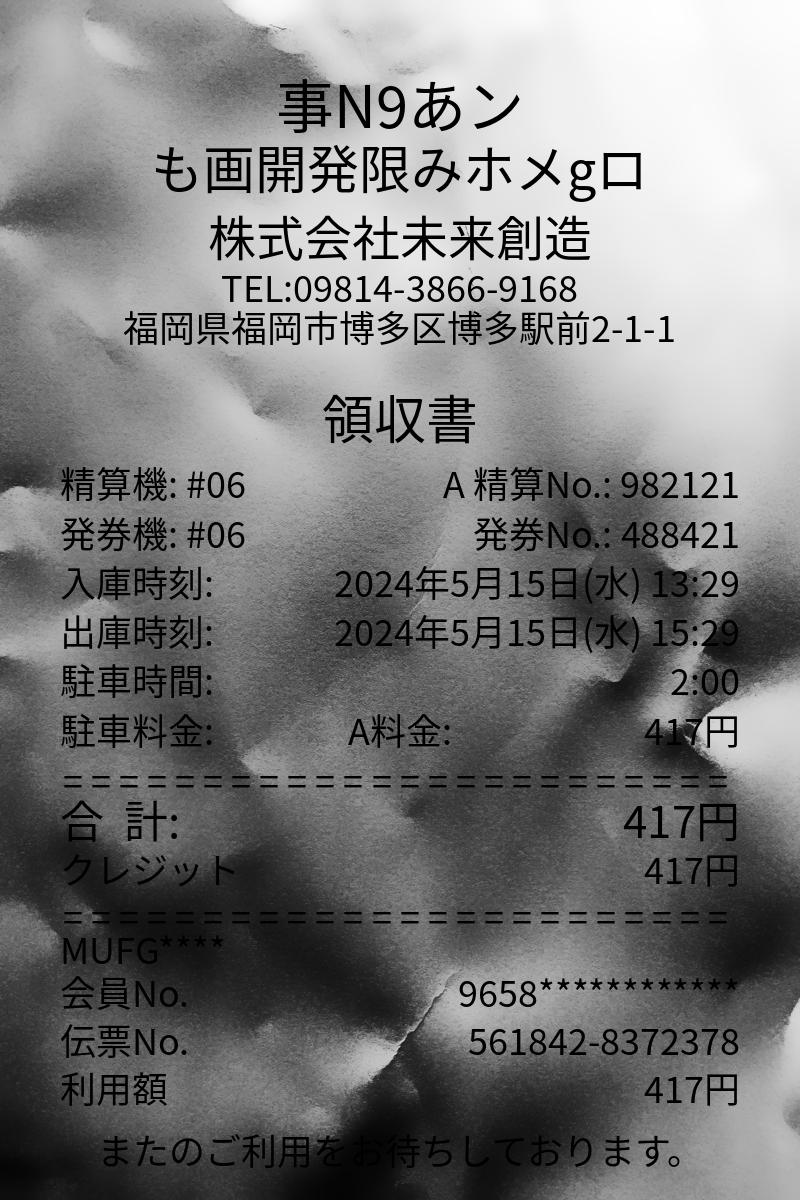 事N9あン
も画開発限みホメgロ
株式会社未来創造
TEL:09814-3866-9168
福岡県福岡市博多区博多駅前2-1-1
領収書
精算機: #06 A 精算No.: 982121
発券機: #06 発券No.: 488421
入庫時刻: 2024年5月15日(水) 13:29
出庫時刻: 2024年5月15日(水) 15:29
駐車時間: 2:00
駐車料金: A料金: 417円
========================
合 計: 417円
クレジット 417円
========================
MUFG****
会員No. 9658************
伝票No. 561842-8372378
利用額 417円
またのご利用をお待ちしております。